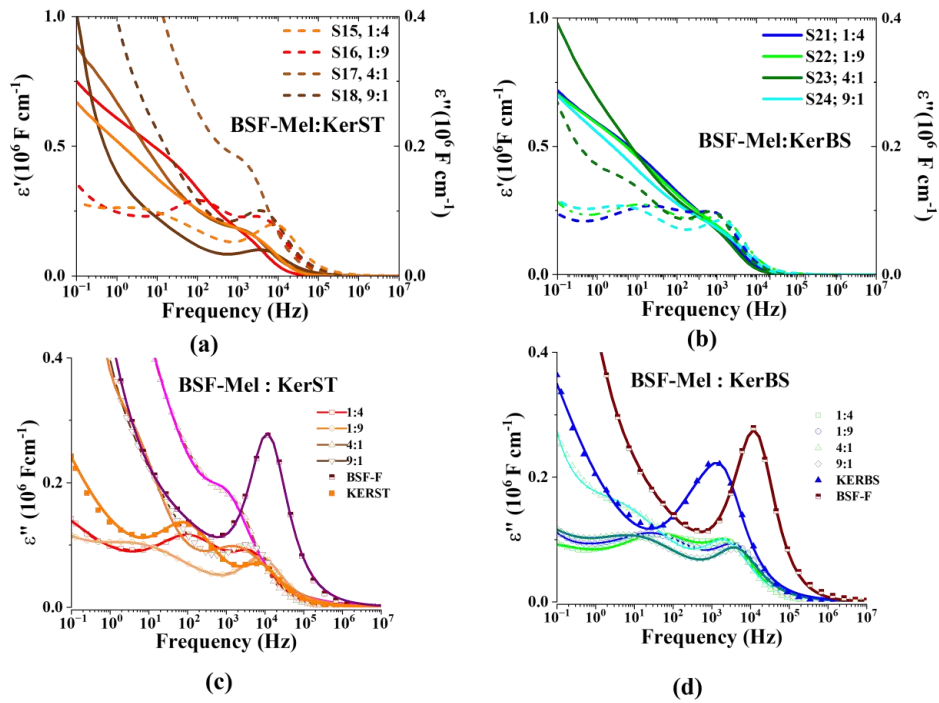 1.0
0.5
0.0
ε'(10⁶ F cm⁻¹)
0.4
0.2
0.0
ε''(10⁶ F cm⁻¹)
S15, 1:4
S16, 1:9
S17, 4:1
S18, 9:1
BSF-Mel:KerST
10⁻¹ 10⁰ 10¹ 10² 10³ 10⁴ 10⁵ 10⁶ 10⁷
Frequency (Hz)
(a)
1.0
0.5
0.0
ε'(10⁶F cm⁻¹)
0.4
0.2
0.0
ε''(10⁶ F cm⁻¹)
S21; 1:4
S22; 1:9
S23; 4:1
S24; 9:1
BSF-Mel:KerBS
10⁻¹ 10⁰ 10¹ 10² 10³ 10⁴ 10⁵ 10⁶ 10⁷
Frequency (Hz)
(b)
0.4
0.2
0.0
ε'' (10⁶ Fcm⁻¹)
BSF-Mel : KerST
1:4
1:9
4:1
9:1
BSF-F
KERST
10⁻¹ 10⁰ 10¹ 10² 10³ 10⁴ 10⁵ 10⁶ 10⁷
Frequency (Hz)
(c)
0.4
0.2
0.0
ε'' (10⁶ F cm⁻¹)
BSF-Mel : KerBS
1:4
1:9
4:1
9:1
KERBS
BSF-F
10⁻¹ 10⁰ 10¹ 10² 10³ 10⁴ 10⁵ 10⁶ 10⁷
Frequency (Hz)
(d)